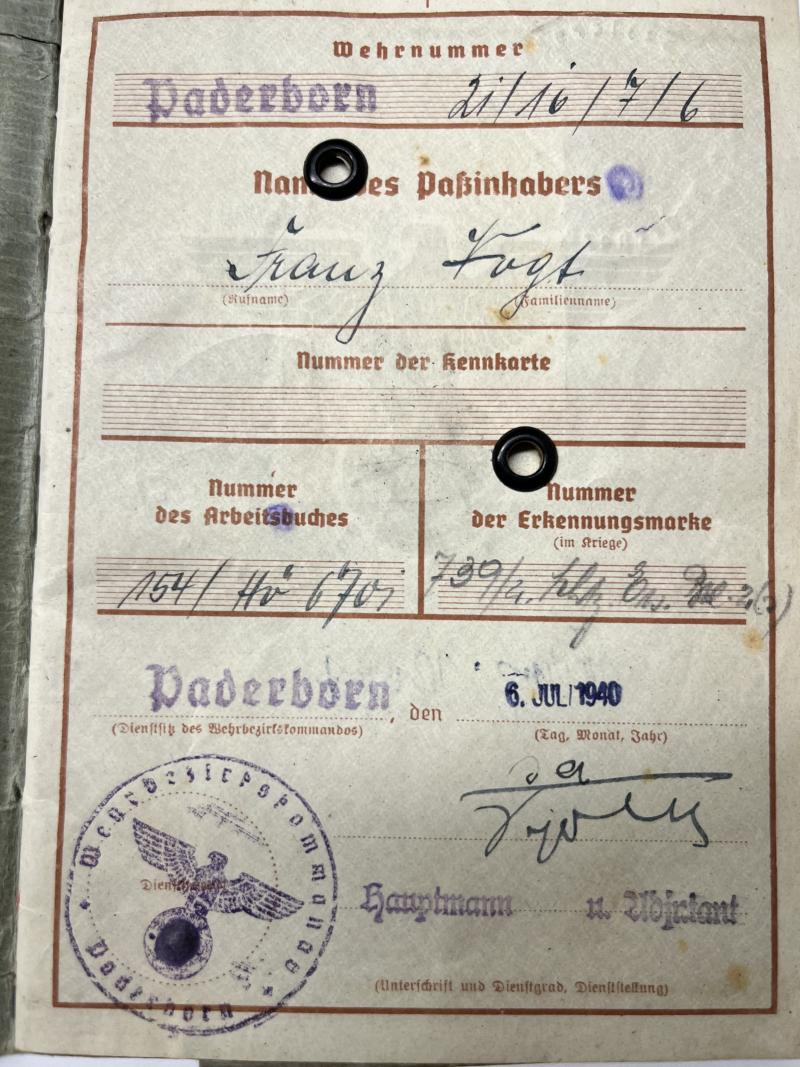 Wehrnummer
Paderborn 21/16/7/6
Name des Paßinhabers
Franz Vogt
(Rufname) (Familienname)
Nummer der Kennkarte
Nummer
des Arbeitsbuches
Nummer
der Erkennungsmarke
(im Kriege)
154/
739/
Paderborn, den 6. JUL 1940
(Dienstsitz des Wehrbezirkskommandos) (Tag, Monat, Jahr)
Wehrbezirkskommando
Paderborn
Hauptmann u. Adjutant
(Unterschrift und Dienstgrad, Dienststellung)